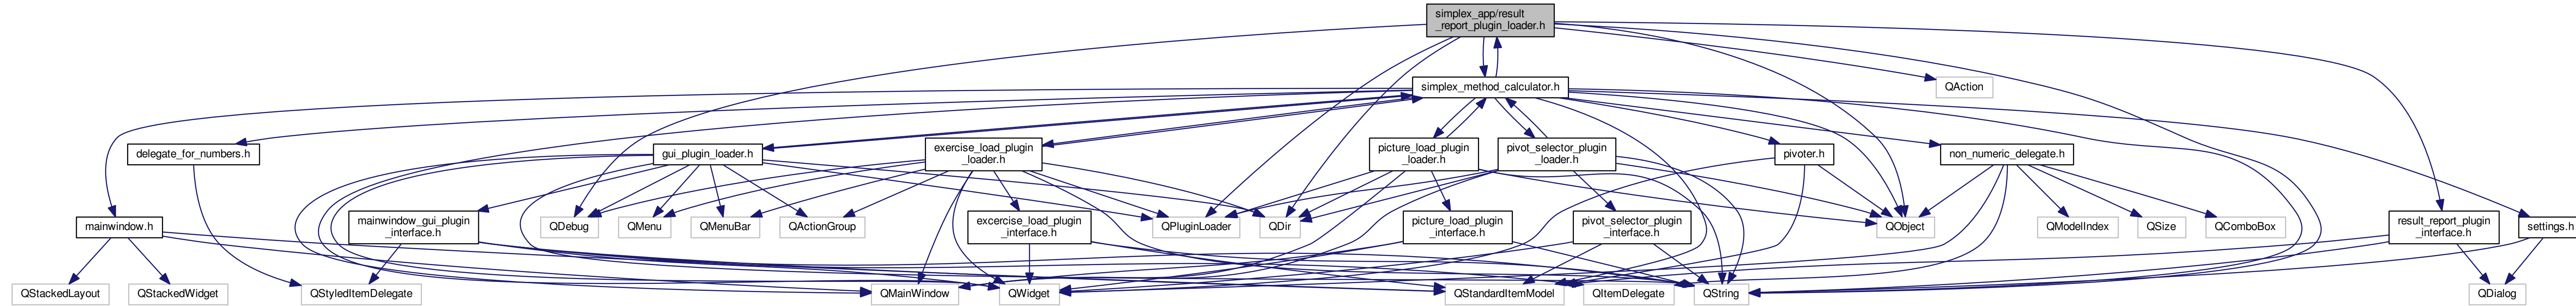 simplex_app/result
_report_plugin_loader.h
simplex_method_calculator.h
QAction
delegate_for_numbers.h
gui_plugin_loader.h
exercise_load_plugin
_loader.h
picture_load_plugin
_loader.h
pivot_selector_plugin
_loader.h
pivoter.h
non_numeric_delegate.h
mainwindow.h
mainwindow_gui_plugin
_interface.h
QDebug
QMenu
QMenuBar
QActionGroup
excercise_load_plugin
_interface.h
QPluginLoader
QDir
picture_load_plugin
_interface.h
pivot_selector_plugin
_interface.h
QObject
QModelIndex
QSize
QComboBox
result_report_plugin
_interface.h
settings.h
QStackedLayout
QStackedWidget
QStyledItemDelegate
QMainWindow
QWidget
QStandardItemModel
QItemDelegate
QString
QDialog